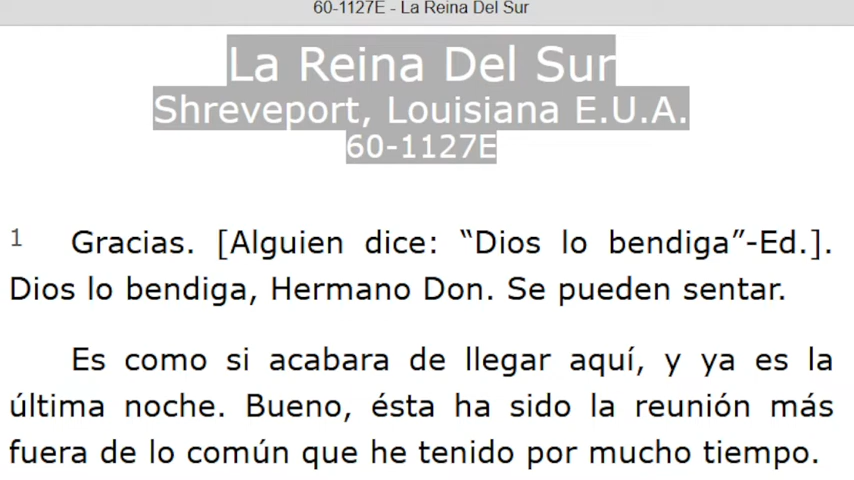 60-1127E - La Reina Del Sur
La Reina Del Sur
Shreveport, Louisiana E.U.A.
60-1127E
1 Gracias. [Alguien dice: “Dios lo bendiga”-Ed.].
Dios lo bendiga, Hermano Don. Se pueden sentar.
Es como si acabara de llegar aquí, y ya es la
última noche. Bueno, ésta ha sido la reunión más
fuera de lo común que he tenido por mucho tiempo.